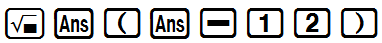 √■ Ans ( Ans − 1 2 )